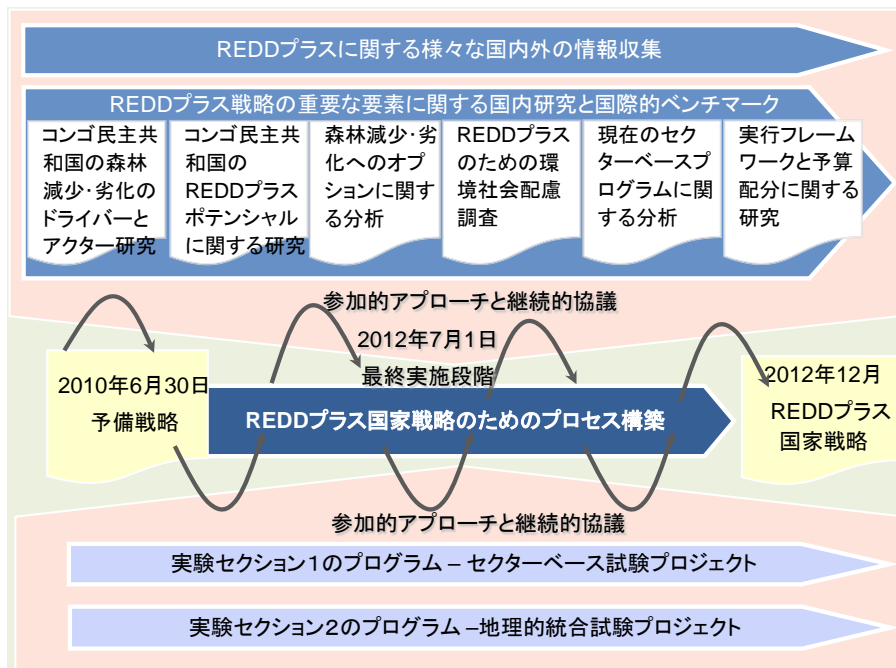 REDDプラスに関する様々な国内外の情報収集
REDDプラス戦略の重要な要素に関する国内研究と国際的ベンチマーク
コンゴ民主共
和国の森林
減少・劣化の
ドライバーと
アクター研究
コンゴ民主共
和国の
REDDプラス
ポテンシャル
に関する研究
森林減少・劣
化へのオプ
ションに関す
る分析
REDDプラス
のための環
境社会配慮
調査
現在のセク
ターベースプ
ログラムに関
する分析
実行フレーム
ワークと予算
配分に関する
研究
参加的アプローチと継続的協議
2012年7月1日
最終実施段階
2010年6月30日
予備戦略
REDDプラス国家戦略のためのプロセス構築
2012年12月
REDDプラス
国家戦略
参加的アプローチと継続的協議
実験セクション1のプログラム – セクターベース試験プロジェクト
実験セクション2のプログラム –地理的統合試験プロジェクト